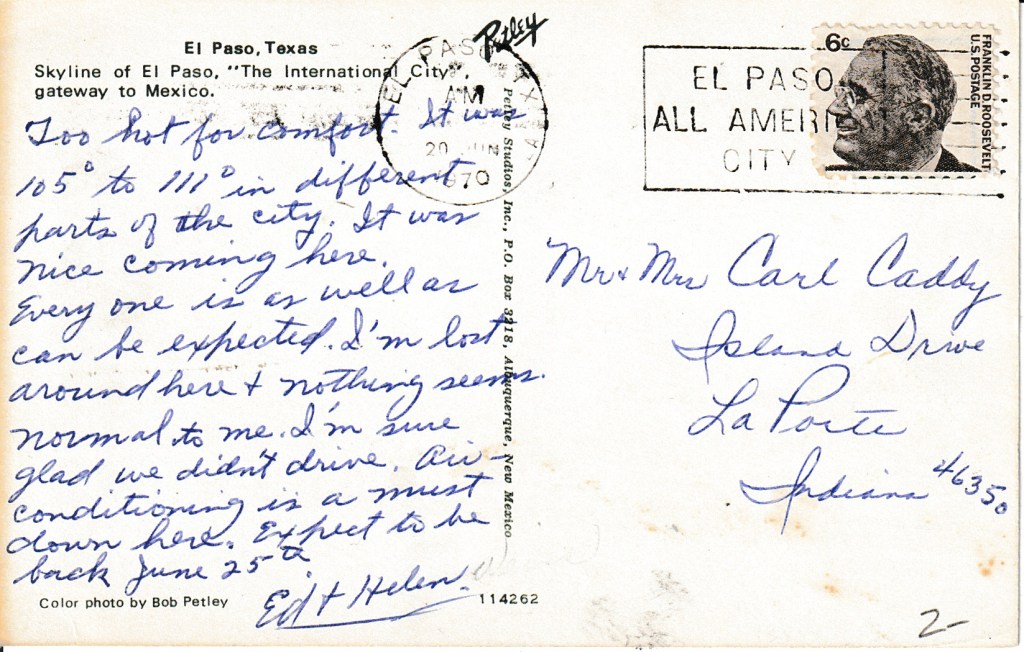 El Paso, Texas
Skyline of El Paso, "The International City",
gateway to Mexico.
Too hot for comfort. It was
105° to 111° in different
parts of the city. It was
nice coming here.
Every one is as well as
can be expected. I'm lost
around here + nothing seems
normal to me. I'm sure
glad we didn't drive. Air-
conditioning is a must
down here. Expect to be
back June 25th.
Ed + Helen.
Color photo by Bob Petley
114262
Petley
Petley Studios, Inc., P.O. Box 3218, Albuquerque, New Mexico
EL PASO, TX
AM
20 JUN
1970
EL PASO
ALL AMERI
CITY
6c
FRANKLIN D. ROOSEVELT
U.S. POSTAGE
Mr + Mrs Carl Caddy
Island Drive
La Porte
Indiana 46350
2-